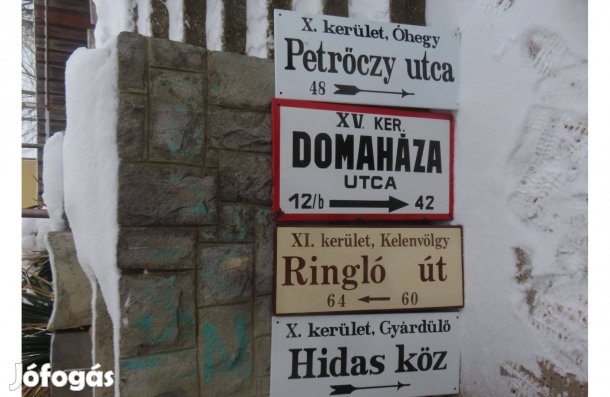 X. kerület, Óhegy
Petrőczy utca
48
XV. KER.
DOMAHÁZA
UTCA
12/b 42
XI. kerület, Kelenvölgy
Ringló út
64 60
X. kerület, Gyárdűlő
Hidas köz
Jófogás